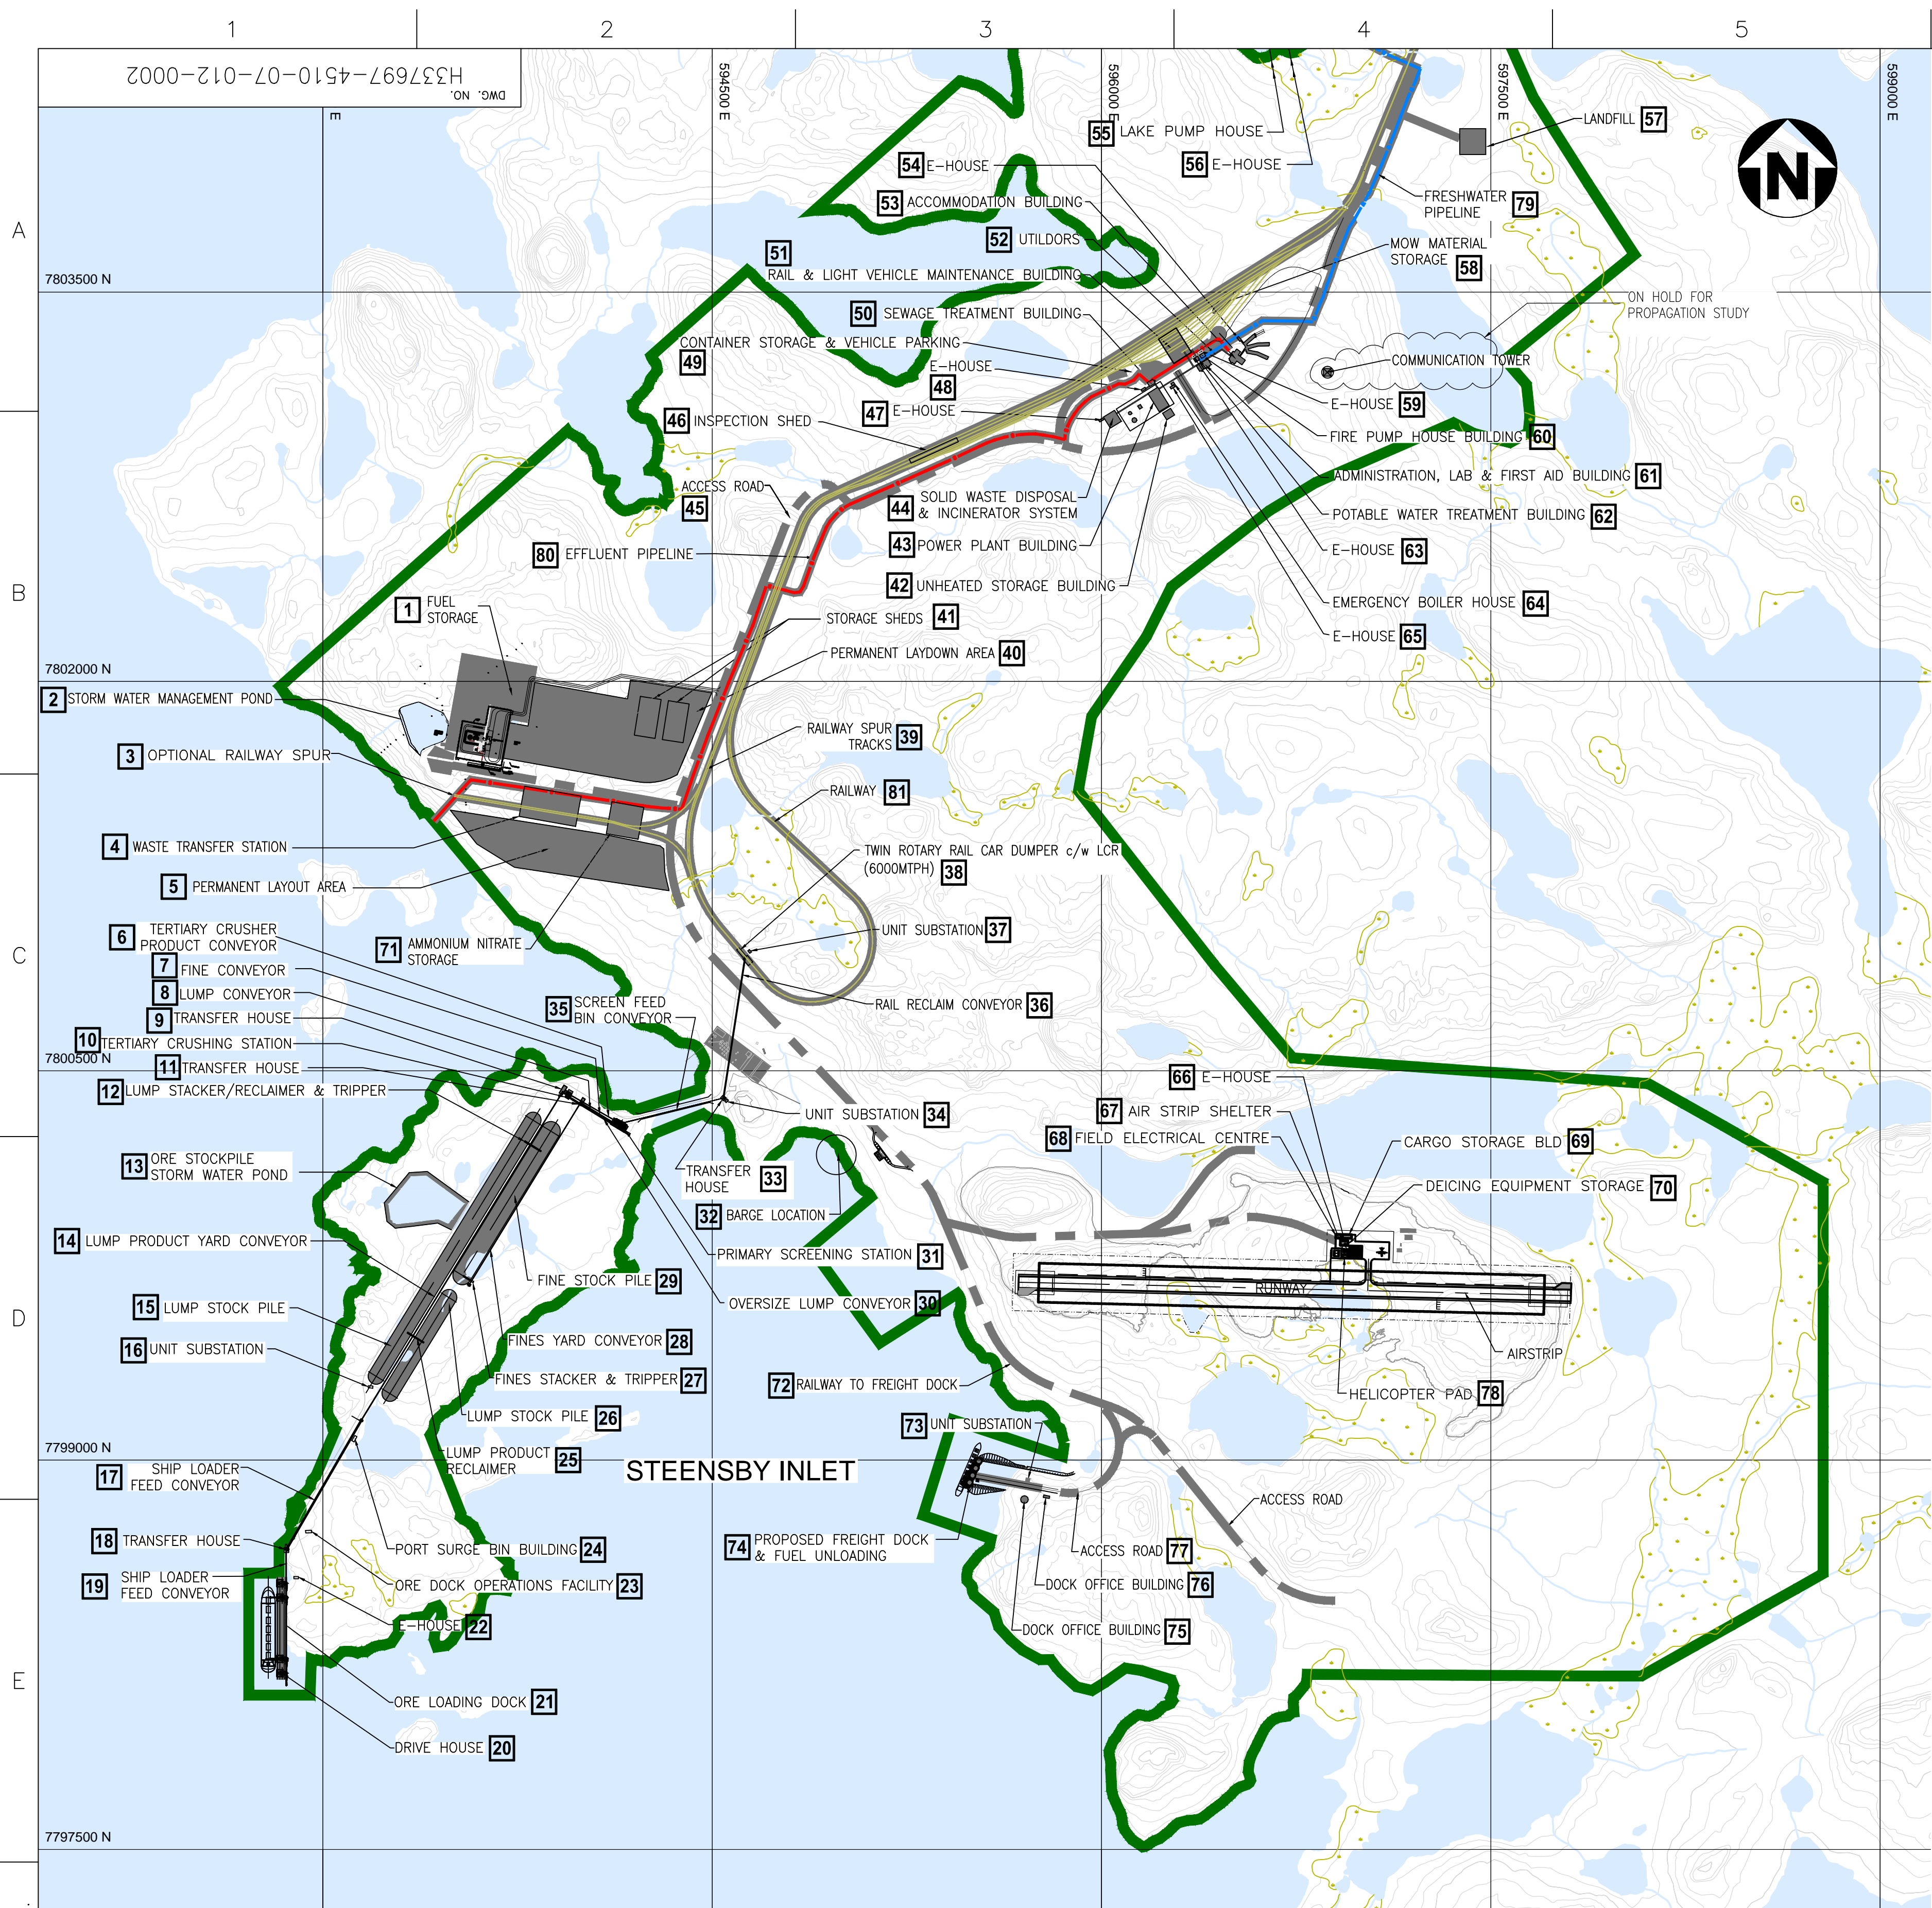 1 2 3 4 5
DWG. NO.
H337697-4510-07-012-0002
E
594500 E
596000 E
597500 E
599000 E
A
B
C
D
E
7803500 N
7802000 N
7800500 N
7799000 N
7797500 N
N
55 LAKE PUMP HOUSE
56 E-HOUSE
LANDFILL 57
54 E-HOUSE
53 ACCOMMODATION BUILDING
52 UTILDORS
51
RAIL & LIGHT VEHICLE MAINTENANCE BUILDING
50 SEWAGE TREATMENT BUILDING
CONTAINER STORAGE & VEHICLE PARKING
49
E-HOUSE
48
47 E-HOUSE
46 INSPECTION SHED
ACCESS ROAD
45
FRESHWATER
PIPELINE 79
MOW MATERIAL
STORAGE 58
ON HOLD FOR
PROPAGATION STUDY
COMMUNICATION TOWER
E-HOUSE 59
FIRE PUMP HOUSE BUILDING 60
ADMINISTRATION, LAB & FIRST AID BUILDING 61
POTABLE WATER TREATMENT BUILDING 62
E-HOUSE 63
EMERGENCY BOILER HOUSE 64
E-HOUSE 65
44 SOLID WASTE DISPOSAL
& INCINERATOR SYSTEM
43 POWER PLANT BUILDING
42 UNHEATED STORAGE BUILDING
80 EFFLUENT PIPELINE
1 FUEL
STORAGE
STORAGE SHEDS 41
PERMANENT LAYDOWN AREA 40
2 STORM WATER MANAGEMENT POND
3 OPTIONAL RAILWAY SPUR
RAILWAY SPUR
TRACKS 39
RAILWAY 81
4 WASTE TRANSFER STATION
5 PERMANENT LAYOUT AREA
TWIN ROTARY RAIL CAR DUMPER c/w LCR
(6000MTPH) 38
UNIT SUBSTATION 37
6 TERTIARY CRUSHER
PRODUCT CONVEYOR
71 AMMONIUM NITRATE
STORAGE
7 FINE CONVEYOR
8 LUMP CONVEYOR
9 TRANSFER HOUSE
10 TERTIARY CRUSHING STATION
11 TRANSFER HOUSE
12 LUMP STACKER/RECLAIMER & TRIPPER
35 SCREEN FEED
BIN CONVEYOR
RAIL RECLAIM CONVEYOR 36
UNIT SUBSTATION 34
66 E-HOUSE
67 AIR STRIP SHELTER
68 FIELD ELECTRICAL CENTRE
CARGO STORAGE BLD 69
DEICING EQUIPMENT STORAGE 70
13 ORE STOCKPILE
STORM WATER POND
TRANSFER
HOUSE 33
32 BARGE LOCATION
14 LUMP PRODUCT YARD CONVEYOR
PRIMARY SCREENING STATION 31
FINE STOCK PILE 29
OVERSIZE LUMP CONVEYOR 30
RUNWAY
15 LUMP STOCK PILE
16 UNIT SUBSTATION
FINES YARD CONVEYOR 28
FINES STACKER & TRIPPER 27
LUMP STOCK PILE 26
AIRSTRIP
HELICOPTER PAD 78
72 RAILWAY TO FREIGHT DOCK
73 UNIT SUBSTATION
LUMP PRODUCT
RECLAIMER 25
STEENSBY INLET
17 SHIP LOADER
FEED CONVEYOR
ACCESS ROAD
18 TRANSFER HOUSE
PORT SURGE BIN BUILDING 24
74 PROPOSED FREIGHT DOCK
& FUEL UNLOADING
ACCESS ROAD 77
19 SHIP LOADER
FEED CONVEYOR
ORE DOCK OPERATIONS FACILITY 23
DOCK OFFICE BUILDING 76
E-HOUSE 22
DOCK OFFICE BUILDING 75
ORE LOADING DOCK 21
DRIVE HOUSE 20